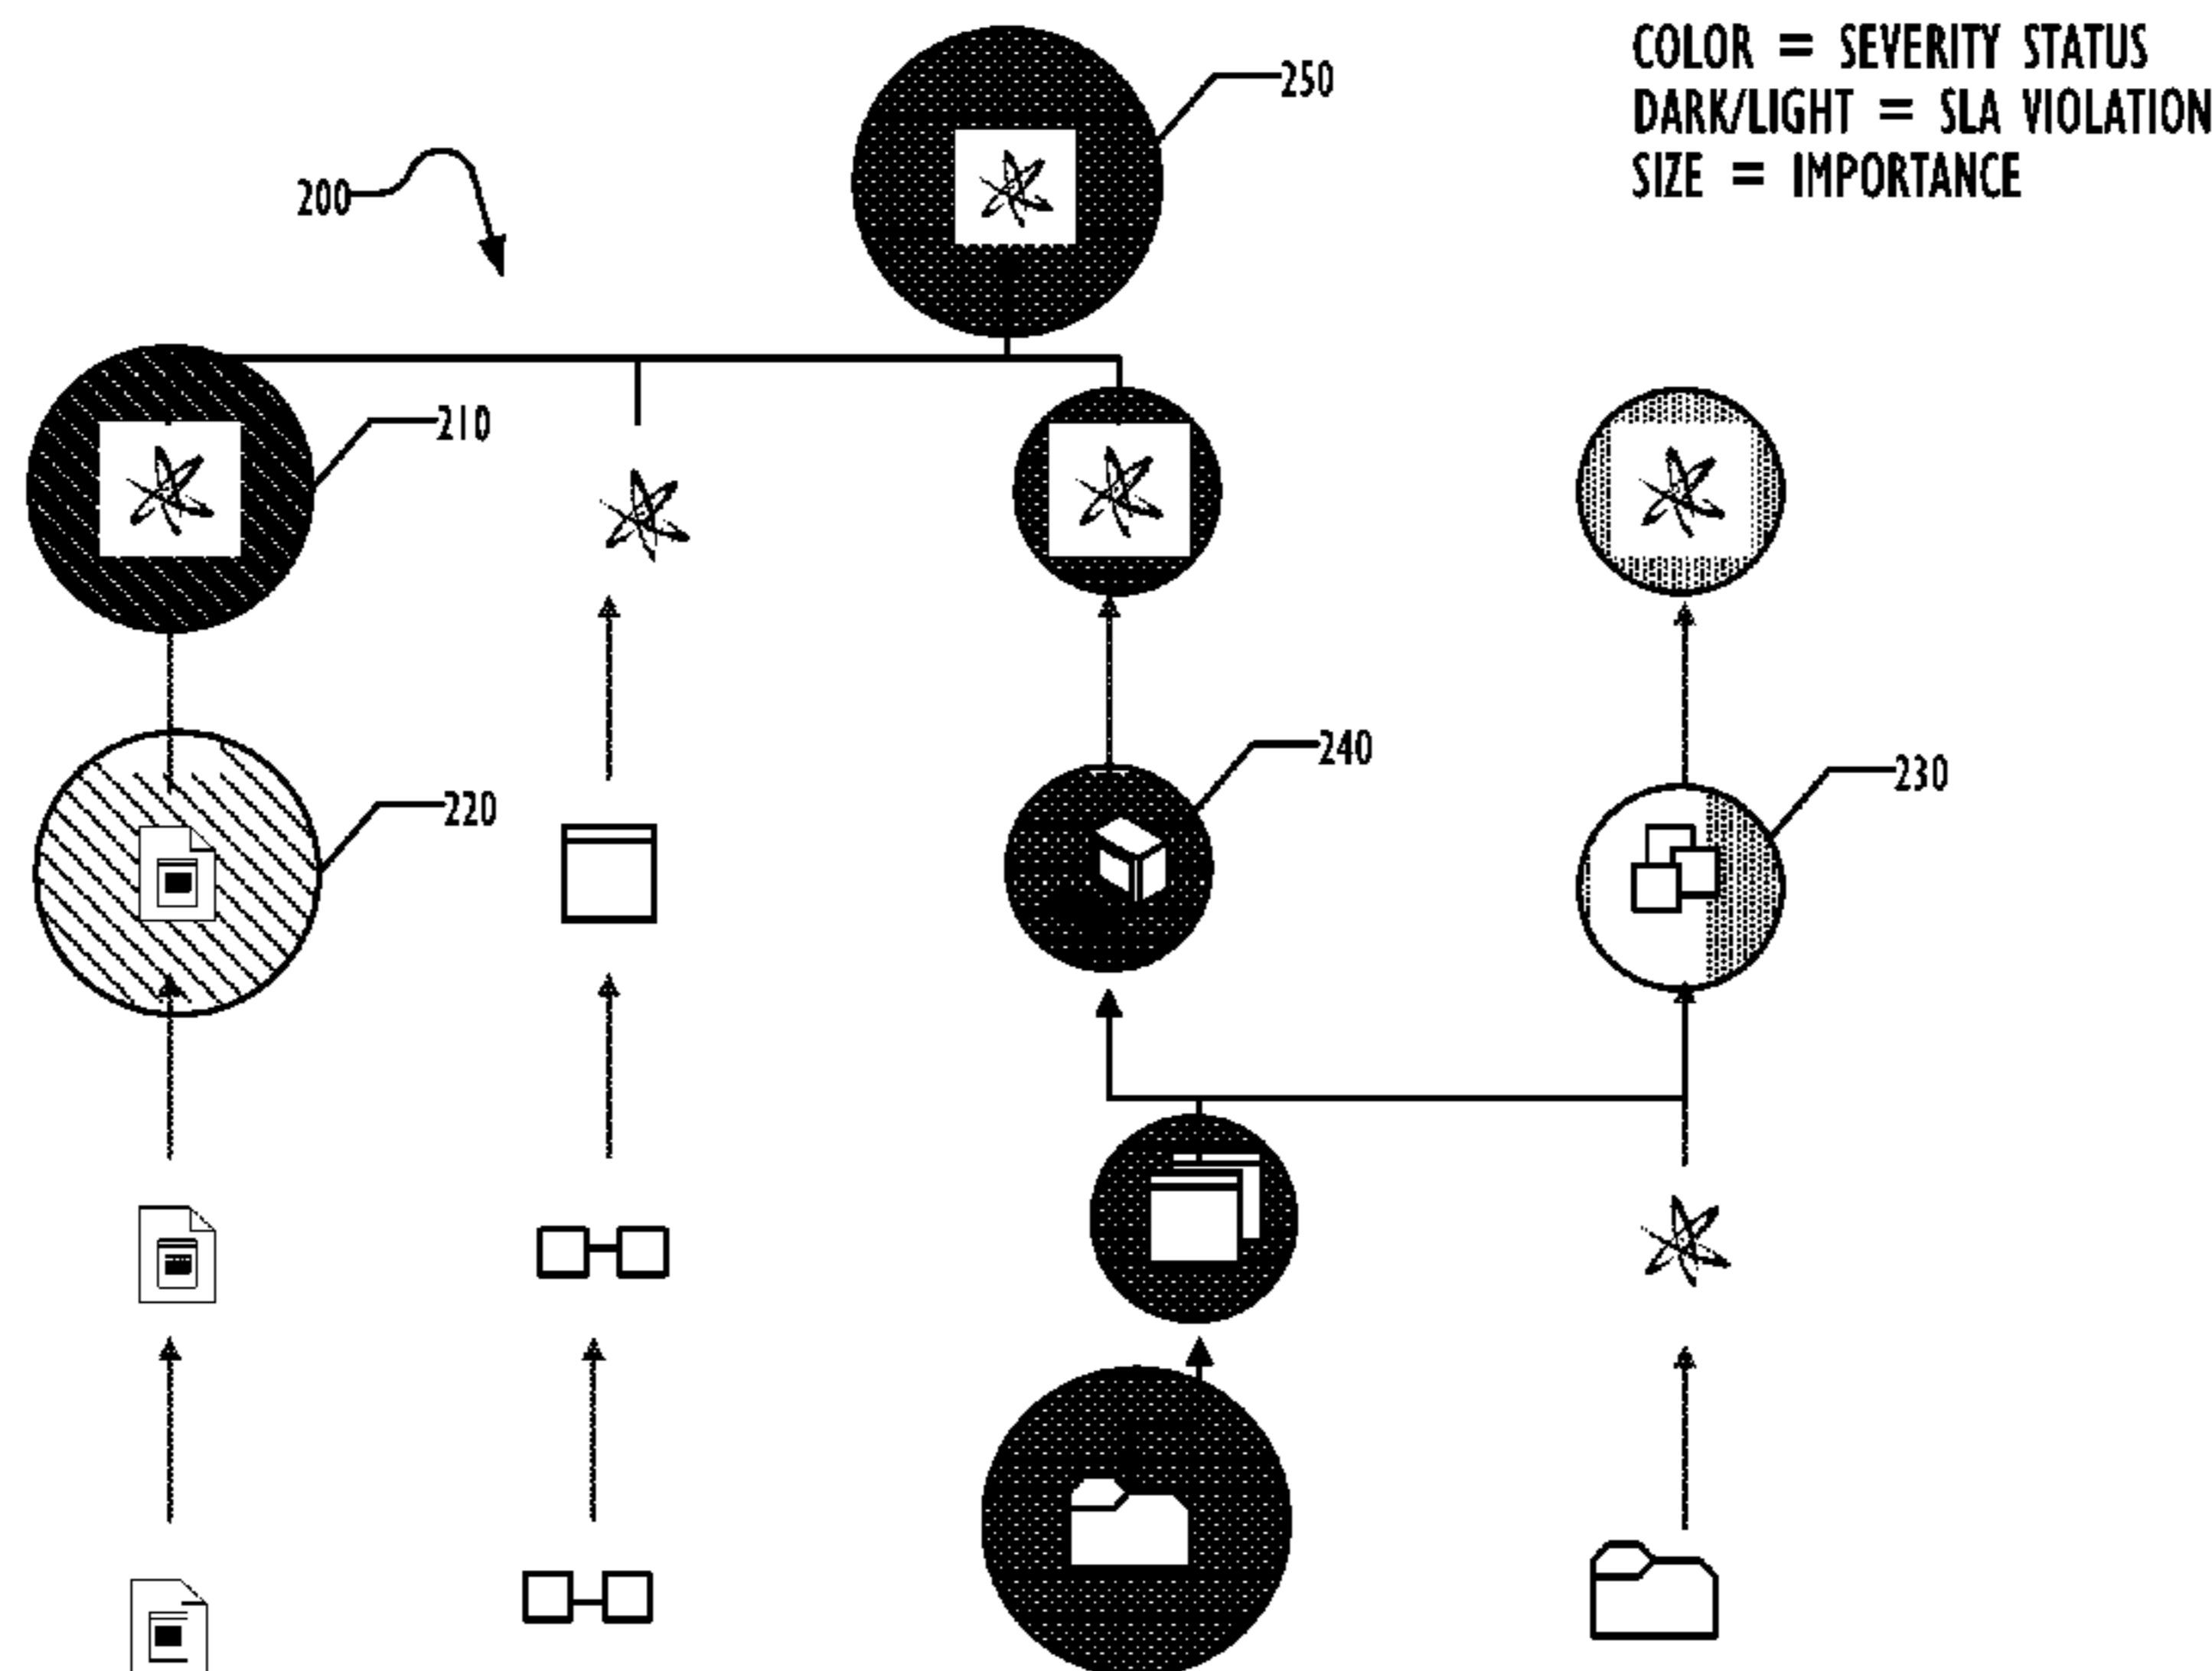 COLOR = SEVERITY STATUS
DARK/LIGHT = SLA VIOLATION
SIZE = IMPORTANCE
250
200
210
240
230
220